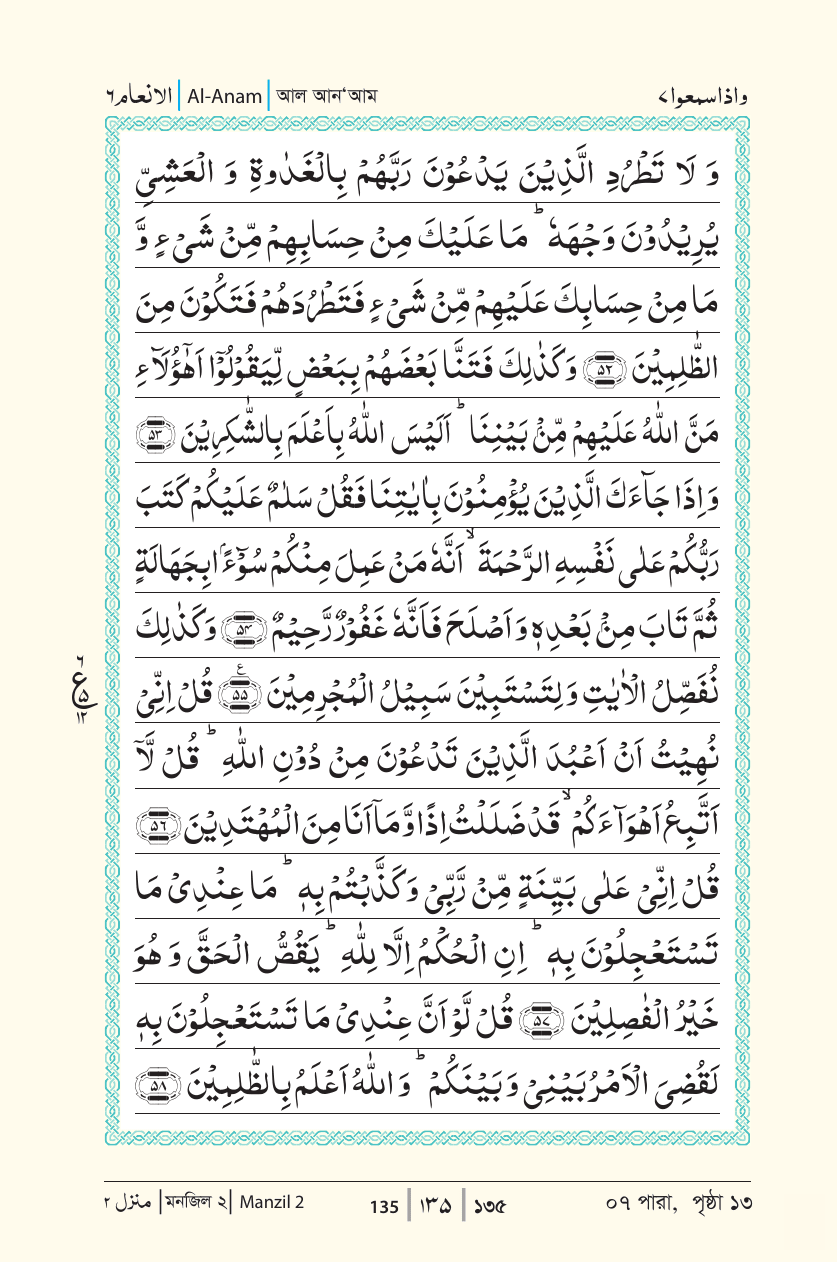 الانعام٦ | Al-Anam | আল আন‘আম واذاسمعوا٧
وَ لَا تَطْرُدِ الَّذِیْنَ یَدْعُوْنَ رَبَّهُمْ بِالْغَدٰوةِ وَ الْعَشِیِّ
یُرِیْدُوْنَ وَجْهَهٗ ؕ مَا عَلَیْكَ مِنْ حِسَابِهِمْ مِّنْ شَیْءٍ وَّ
مَا مِنْ حِسَابِكَ عَلَیْهِمْ مِّنْ شَیْءٍ فَتَطْرُدَهُمْ فَتَكُوْنَ مِنَ
الظّٰلِمِیْنَ ﴿۵۲﴾ وَكَذٰلِكَ فَتَنَّا بَعْضَهُمْ بِبَعْضٍ لِّیَقُوْلُوْۤا اَهٰۤؤُلَآءِ
مَنَّ اللّٰهُ عَلَیْهِمْ مِّنْۢ بَیْنِنَا ؕ اَلَیْسَ اللّٰهُ بِاَعْلَمَ بِالشّٰكِرِیْنَ ﴿۵۳﴾
وَاِذَا جَآءَكَ الَّذِیْنَ یُؤْمِنُوْنَ بِاٰیٰتِنَا فَقُلْ سَلٰمٌ عَلَیْكُمْ كَتَبَ
رَبُّكُمْ عَلٰی نَفْسِهِ الرَّحْمَةَ ۙ اَنَّهٗ مَنْ عَمِلَ مِنْكُمْ سُوْٓءًۢا بِجَهَالَةٍ
ثُمَّ تَابَ مِنْۢ بَعْدِهٖ وَاَصْلَحَ فَاَنَّهٗ غَفُوْرٌ رَّحِیْمٌ ﴿۵۴﴾ وَكَذٰلِكَ
نُفَصِّلُ الْاٰیٰتِ وَلِتَسْتَبِیْنَ سَبِیْلُ الْمُجْرِمِیْنَ ﴿۵۵﴾ ع قُلْ اِنِّیْ
٦
ع ۵
١٢
نُهِیْتُ اَنْ اَعْبُدَ الَّذِیْنَ تَدْعُوْنَ مِنْ دُوْنِ اللّٰهِ ؕ قُلْ لَّاۤ
اَتَّبِعُ اَهْوَآءَكُمْ ۙ قَدْ ضَلَلْتُ اِذًا وَّمَاۤ اَنَا مِنَ الْمُهْتَدِیْنَ ﴿۵۶﴾
قُلْ اِنِّیْ عَلٰی بَیِّنَةٍ مِّنْ رَّبِّیْ وَكَذَّبْتُمْ بِهٖ ؕ مَا عِنْدِیْ مَا
تَسْتَعْجِلُوْنَ بِهٖ ؕ اِنِ الْحُكْمُ اِلَّا لِلّٰهِ ؕ یَقُصُّ الْحَقَّ وَ هُوَ
خَیْرُ الْفٰصِلِیْنَ ﴿۵۷﴾ قُلْ لَّوْ اَنَّ عِنْدِیْ مَا تَسْتَعْجِلُوْنَ بِهٖ
لَقُضِیَ الْاَمْرُ بَیْنِیْ وَبَیْنَكُمْ ؕ وَاللّٰهُ اَعْلَمُ بِالظّٰلِمِیْنَ ﴿۵۸﴾
منزل ٢ | মনজিল ২ | Manzil 2 135 | ١٣۵ | ১৩৫ ০৭ পারা, পৃষ্ঠা ১৩